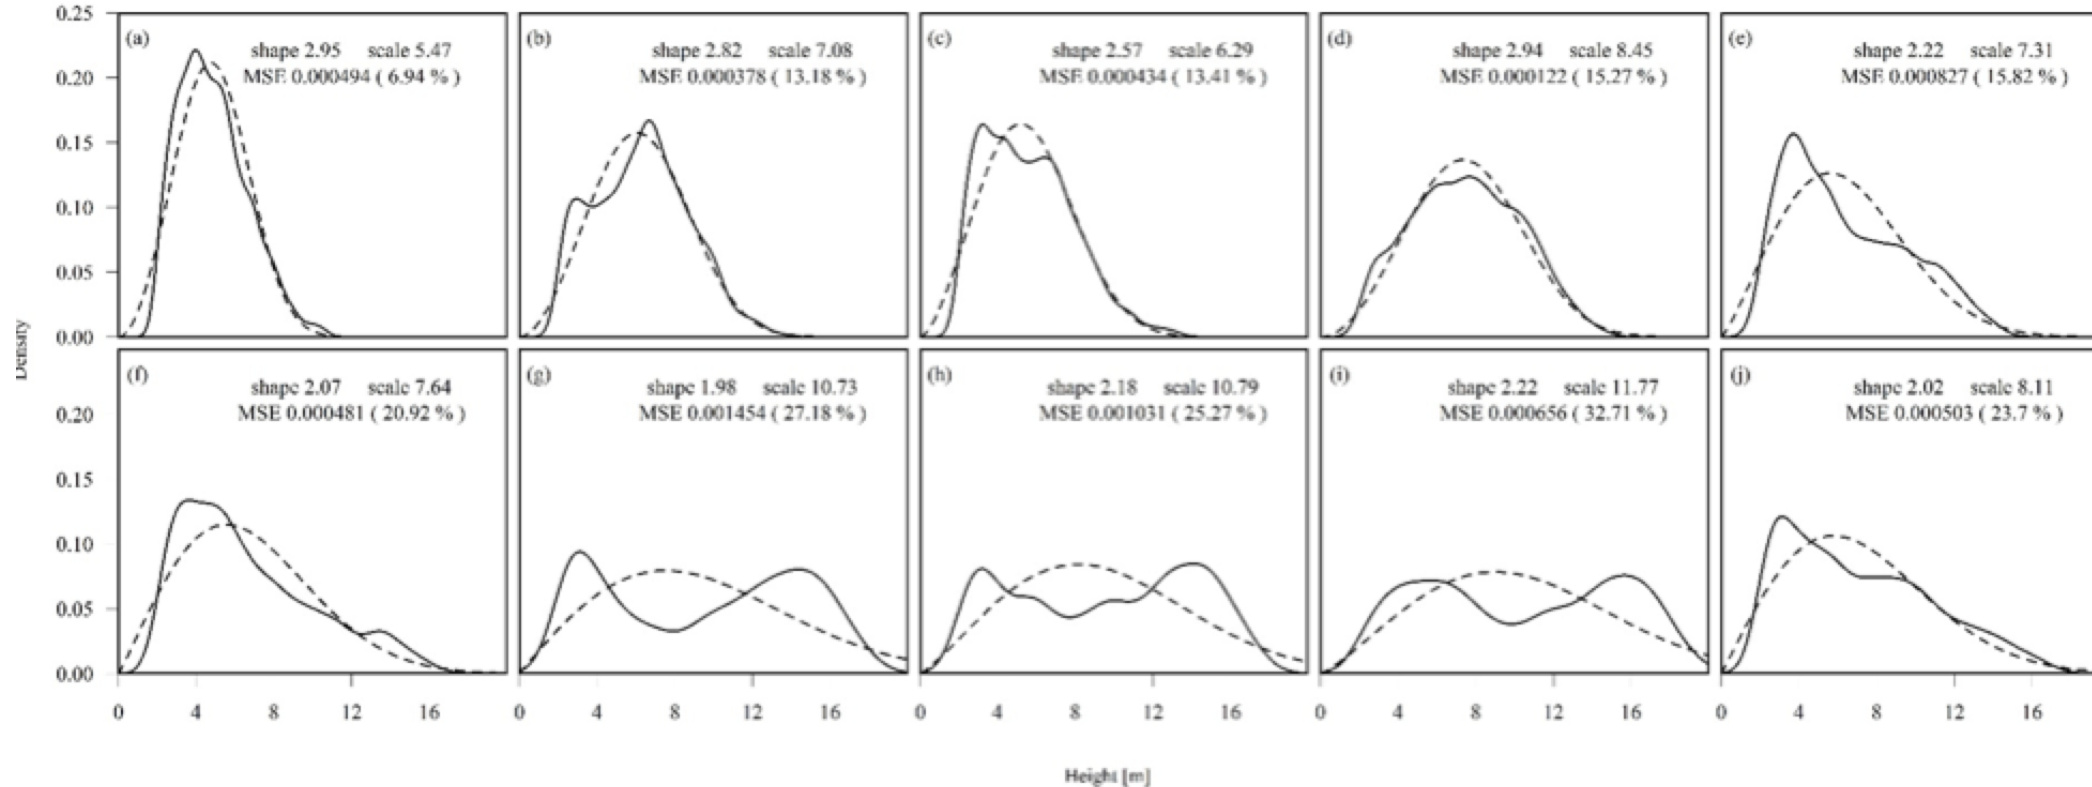 0.25
(a)
shape 2.95 scale 5.47
MSE 0.000494 ( 6.94 % )
(b)
shape 2.82 scale 7.08
MSE 0.000378 ( 13.18 % )
(c)
shape 2.57 scale 6.29
MSE 0.000434 ( 13.41 % )
(d)
shape 2.94 scale 8.45
MSE 0.000122 ( 15.27 % )
(e)
shape 2.22 scale 7.31
MSE 0.000827 ( 15.82 % )
0.20
0.15
0.10
0.05
0.00
Density
(f)
shape 2.07 scale 7.64
MSE 0.000481 ( 20.92 % )
(g)
shape 1.98 scale 10.73
MSE 0.001454 ( 27.18 % )
(h)
shape 2.18 scale 10.79
MSE 0.001031 ( 25.27 % )
(i)
shape 2.22 scale 11.77
MSE 0.000656 ( 32.71 % )
(j)
shape 2.02 scale 8.11
MSE 0.000503 ( 23.7 % )
0.20
0.15
0.10
0.05
0.00
0 4 8 12 16 0 4 8 12 16 0 4 8 12 16 0 4 8 12 16 0 4 8 12 16
Height [m]